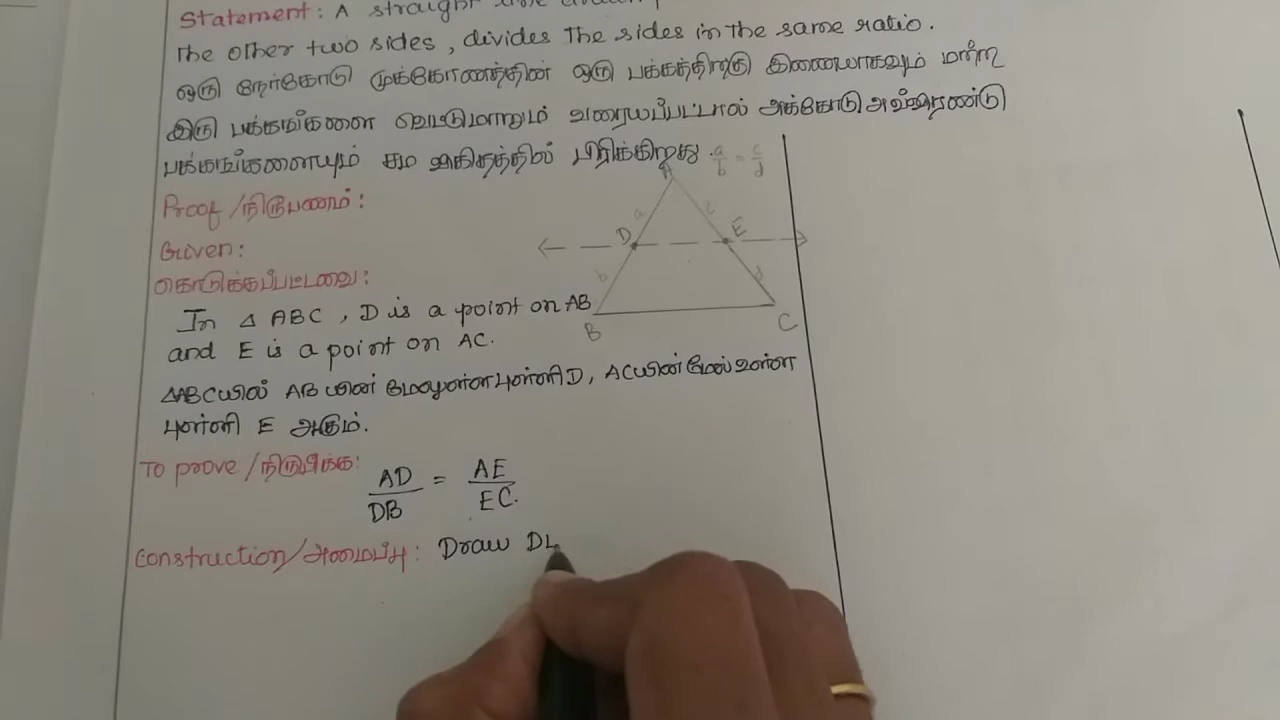 Statement: A straight line
the other two sides, divides the sides in the same ratio.
ஒரு நேர்கோடு முக்கோணத்தின் ஒரு பக்கத்திற்கு இணையாகவும் மற்ற
இரு பக்கங்களை வெட்டுமாறும் வரையப்பட்டால் அக்கோடு அவ்விரண்டு
பக்கங்களையும் சம விகிதத்தில் பிரிக்கிறது. a/b = c/d
Proof/நிரூபணம்:
A
a
c
D
E
b
d
B
C
Given:
கொடுக்கப்பட்டவை:
In △ ABC, D is a point on AB
and E is a point on AC.
△ABCயில் AB யின் மேலுள்ள புள்ளி D, ACயின் மேல் உள்ள
புள்ளி E ஆகும்.
To prove/நிரூபிக்க:
AD/DB = AE/EC.
Construction/அமைப்பு: Draw